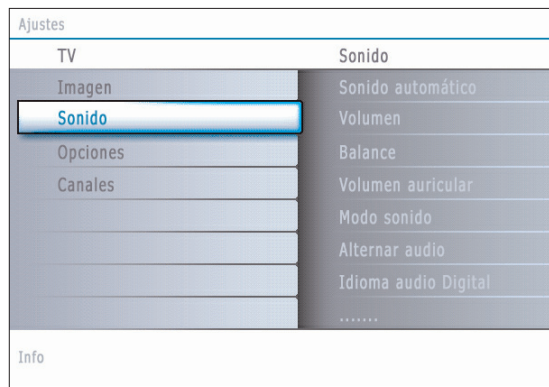 Ajustes
TV
Imagen
Sonido
Opciones
Canales
Sonido
Sonido automático
Volumen
Balance
Volumen auricular
Modo sonido
Alternar audio
Idioma audio Digital
.......
Info